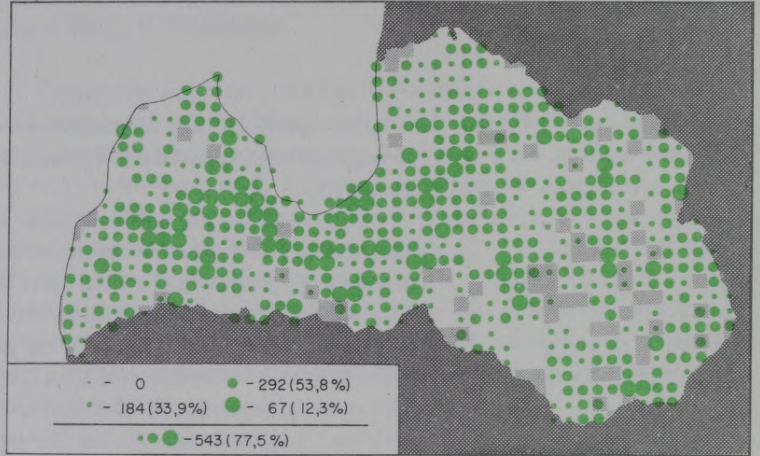 - 0
- 292 (53,8%)
- 184 (33,9%)
- 67 (12,3%)
- 543 (77,5%)